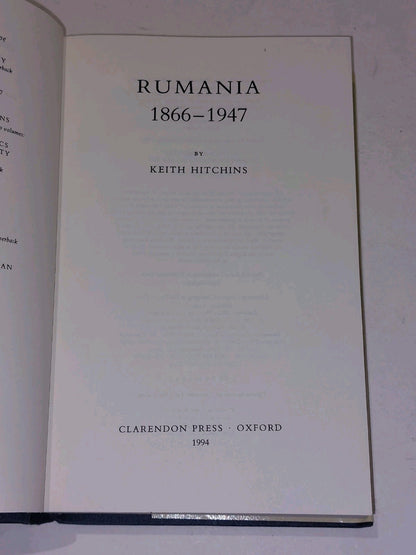 RUMANIA
1866–1947
BY
KEITH HITCHINS
CLARENDON PRESS · OXFORD
1994